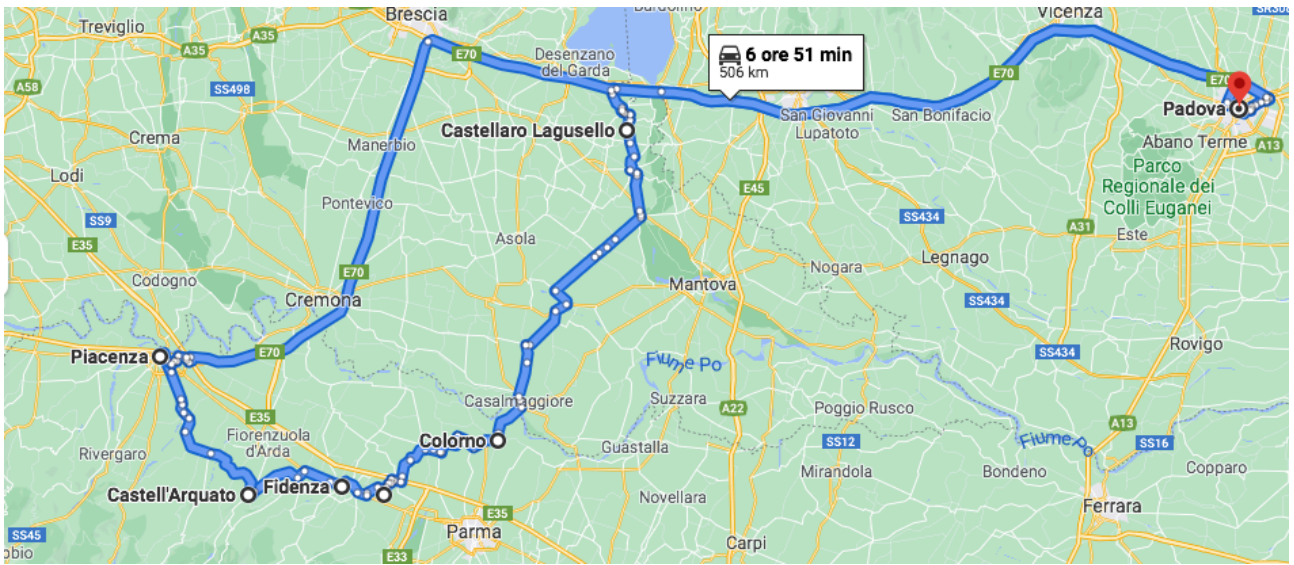 Treviglio
Brescia
Bardolino
Vicenza
A35
A35
E70
Desenzano
del Garda
6 ore 51 min
506 km
E70
E70
A58
SS498
Crema
Castellaro Lagusello
San Giovanni
Lupatoto
San Bonifacio
Padova
Abano Terme
A13
Manerbio
Lodi
Parco
Regionale dei
Colli Euganei
Pontevico
E45
SS434
A31
SS9
E35
Asola
Este
Codogno
E70
Nogara
Legnago
Cremona
Mantova
SS434
Piacenza
E70
Fiume Po
SS434
Rovigo
Casalmaggiore
Suzzara
A22
Poggio Rusco
E35
Fiorenzuola
d'Arda
Colorno
Guastalla
SS12
Fiume Po
A13
SS16
Rivergaro
Mirandola
Bondeno
Copparo
Castell'Arquato
Fidenza
Novellara
E35
Ferrara
SS45
Parma
Carpi
E33